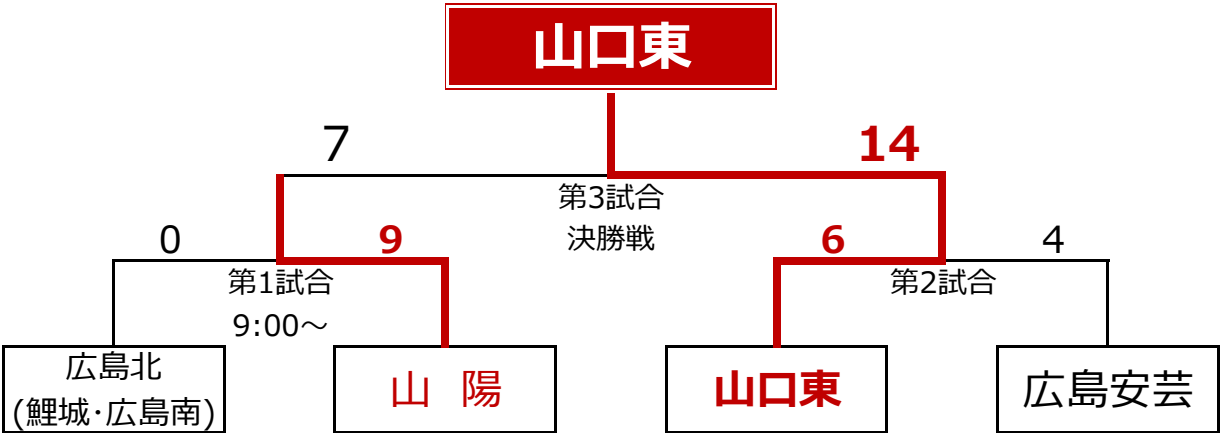 山口東
7
14
第3試合
決勝戦
0
9
6
4
第1試合
9:00～
第2試合
広島北
(鯉城･広島南)
山　陽
山口東
広島安芸